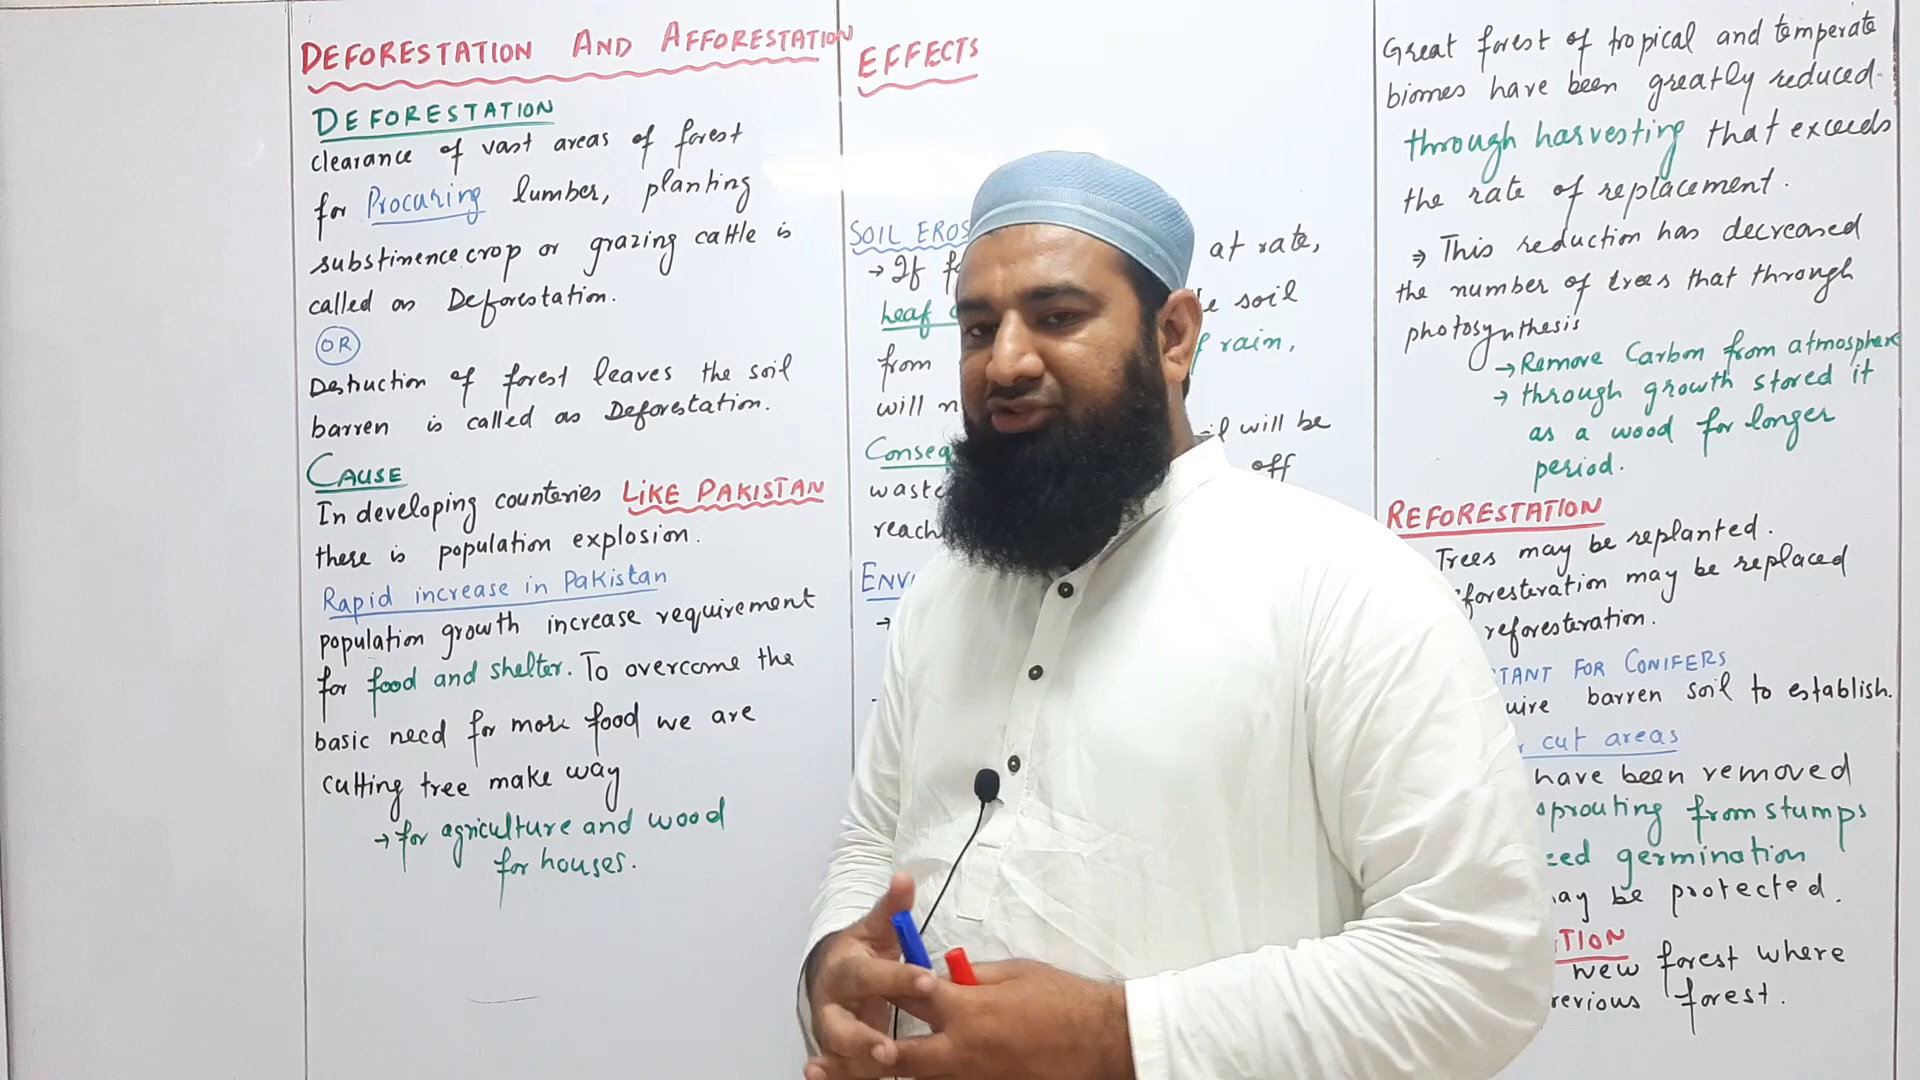 DEFORESTATION AND AFFORESTATION
DEFORESTATION
clearance of vast areas of forest
for Procuring lumber, planting
substinence crop or grazing cattle is
called as Deforestation.
OR
Destruction of forest leaves the soil
barren is called as Deforestation.
CAUSE
In developing counteries LIKE PAKISTAN
there is population explosion.
Rapid increase in Pakistan
population growth increase requirement
for food and shelter. To overcome the
basic need for more food we are
cutting tree make way
→ for agriculture and wood
for houses.
EFFECTS
SOIL EROS
→ If at rate,
Leaf soil
from rain,
will will be
Conseq off
waste
reach
ENVI
→
Great forest of tropical and temperate
biomes have been greatly reduced
through harvesting that exceeds
the rate of replacement.
⇒ This reduction has decreased
the number of trees that through
photosynthesis
→ Remove Carbon from atmosphere
→ through growth stored it
as a wood for longer
period.
REFORESTATION
Trees may be replanted.
foresteration may be replaced
reforesteration.
TANT FOR CONIFERS
uire barren soil to establish.
cut areas
have been removed
sprouting from stumps
eed germination
ay be protected.
TION
New forest where
revious forest.